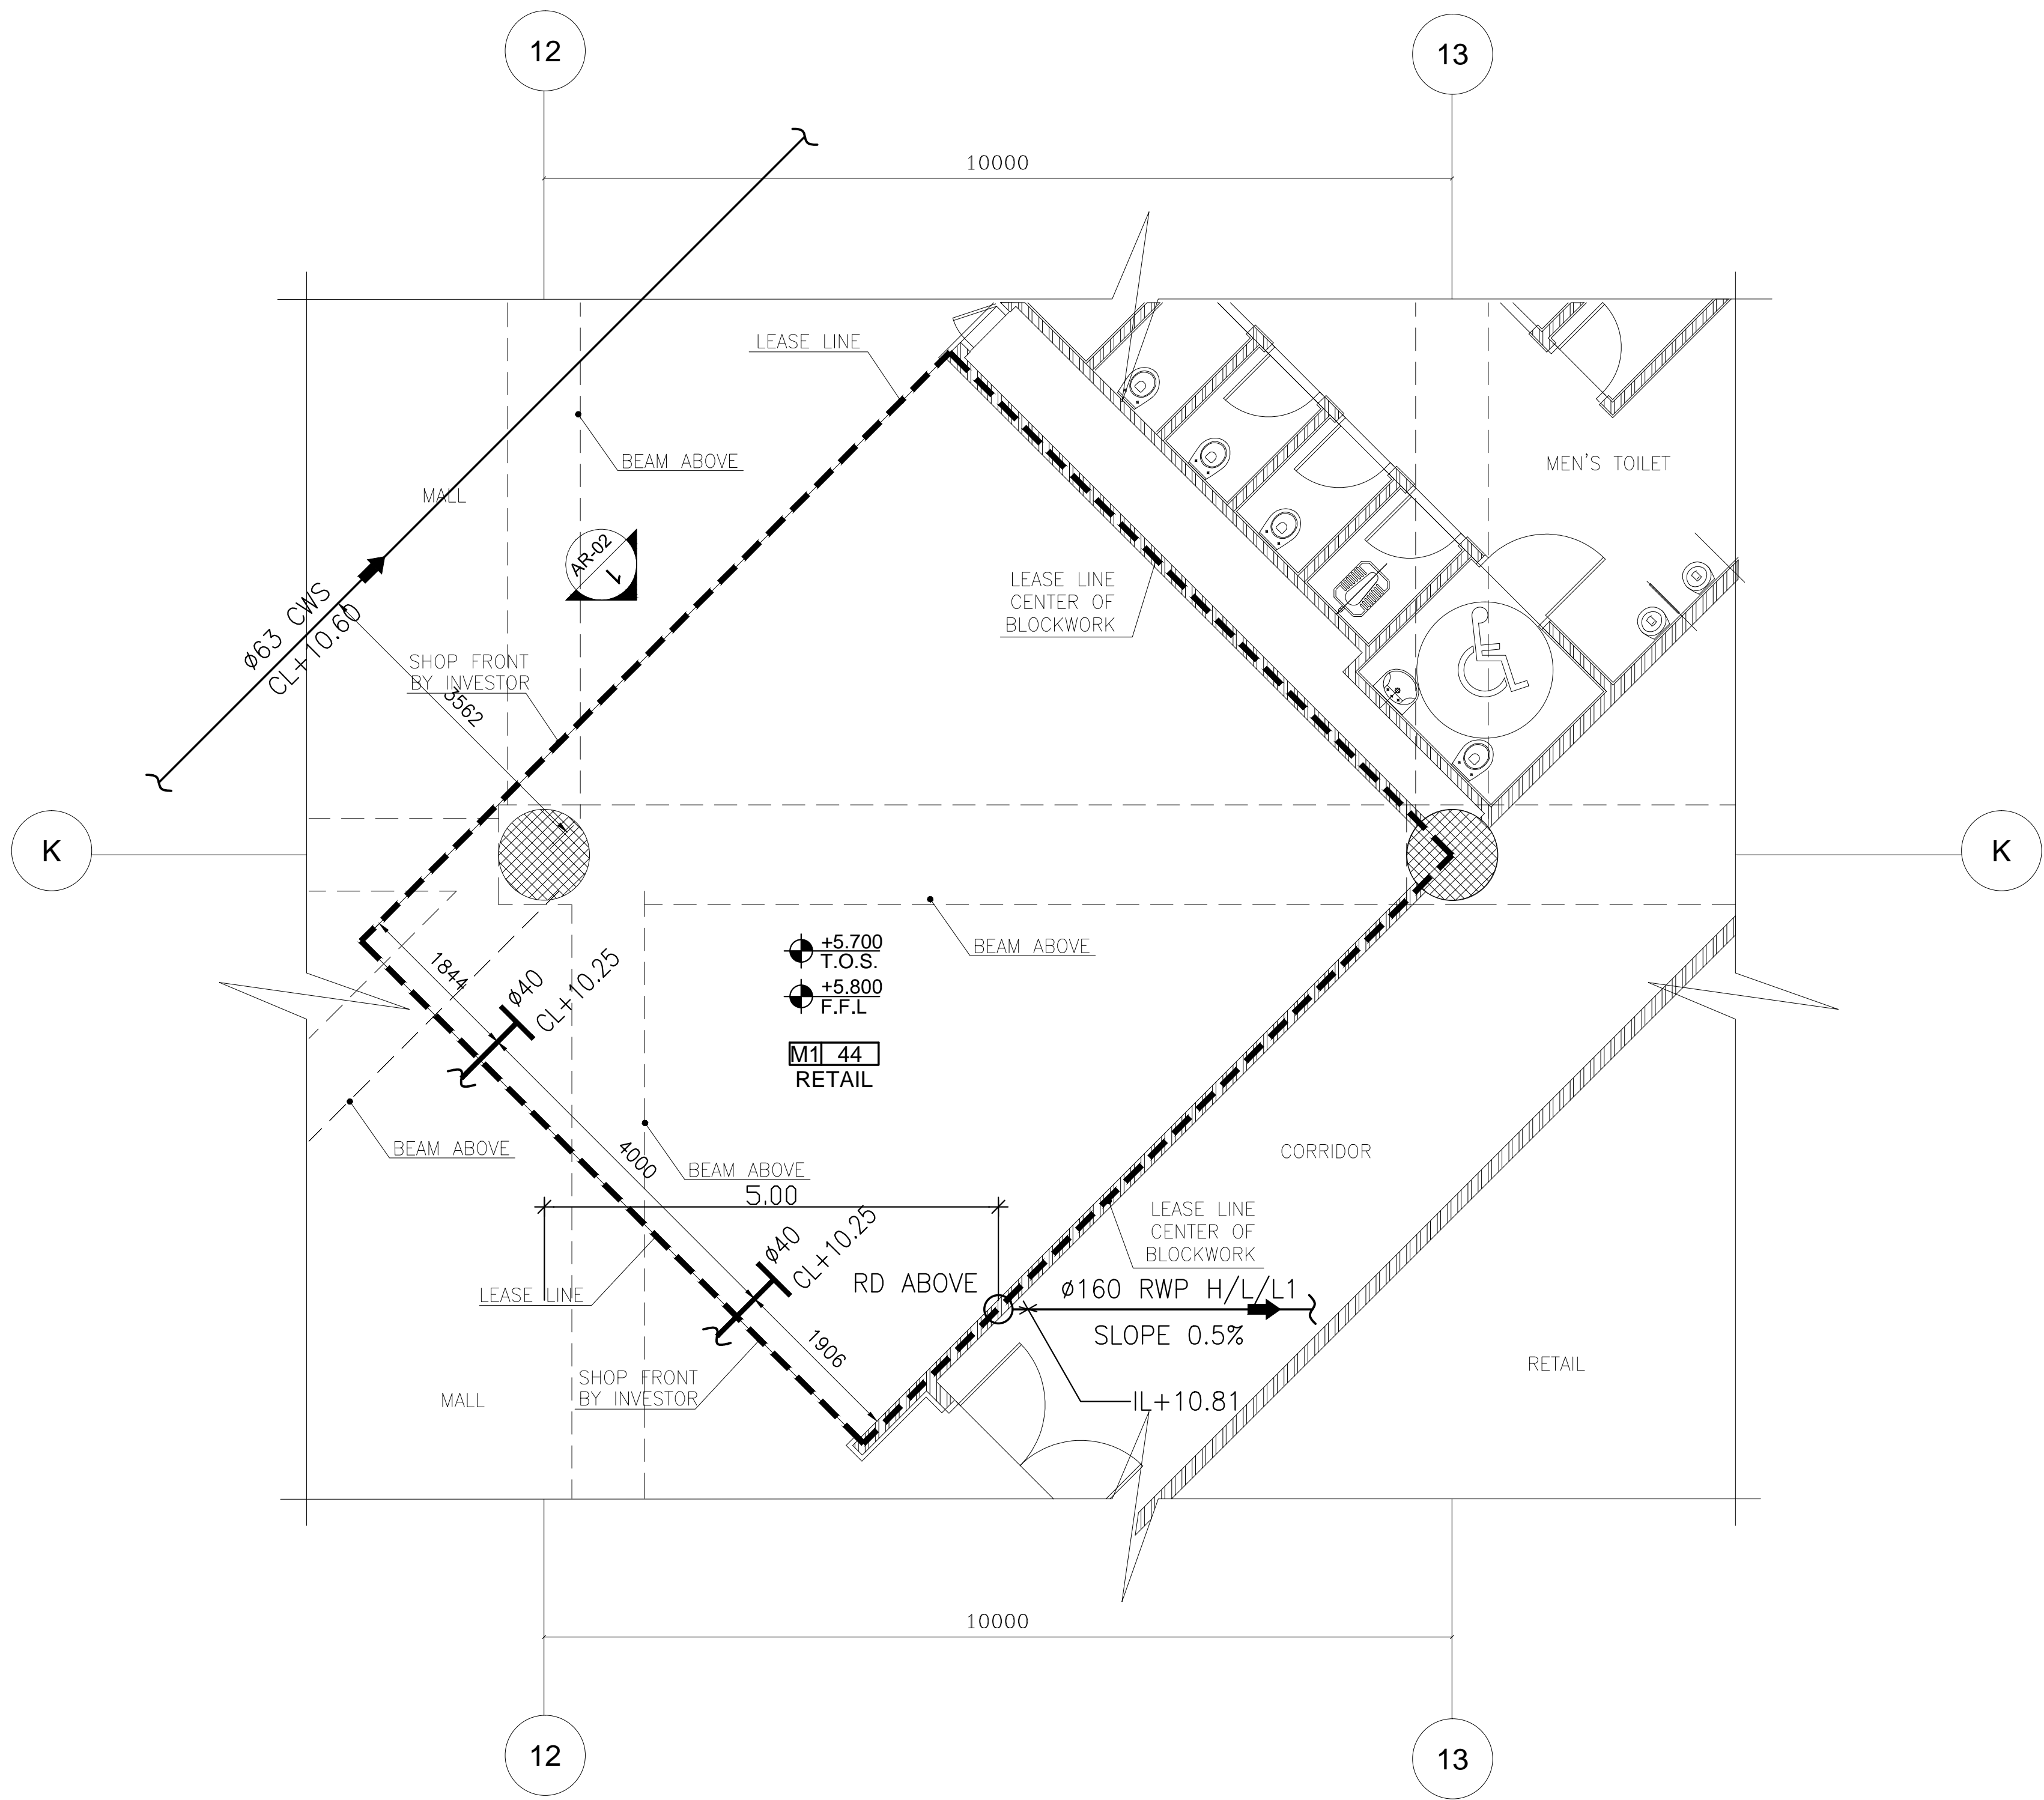 12
13
10000
LEASE LINE
BEAM ABOVE
MALL
MEN'S TOILET
AR-02
1
LEASE LINE
CENTER OF
BLOCKWORK
ø63 CWS
CL+10.60
SHOP FRONT
BY INVESTOR
3562
K
K
+5.700
T.O.S.
+5.800
F.F.L
M1 44
RETAIL
BEAM ABOVE
1844
ø40
CL+10.25
BEAM ABOVE
4000
BEAM ABOVE
5.00
CORRIDOR
ø40
CL+10.25
LEASE LINE
CENTER OF
BLOCKWORK
RD ABOVE
LEASE LINE
ø160 RWP H/L/L1
SLOPE 0.5%
1906
RETAIL
SHOP FRONT
BY INVESTOR
MALL
IL+10.81
10000
12
13